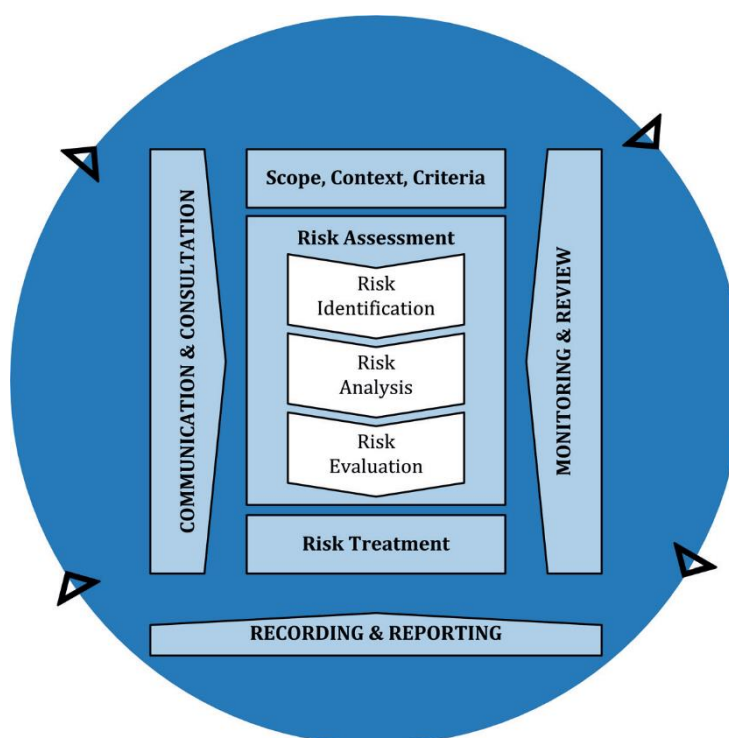 COMMUNICATION & CONSULTATION
Scope, Context, Criteria
Risk Assessment
Risk
Identification
Risk
Analysis
Risk
Evaluation
Risk Treatment
MONITORING & REVIEW
RECORDING & REPORTING